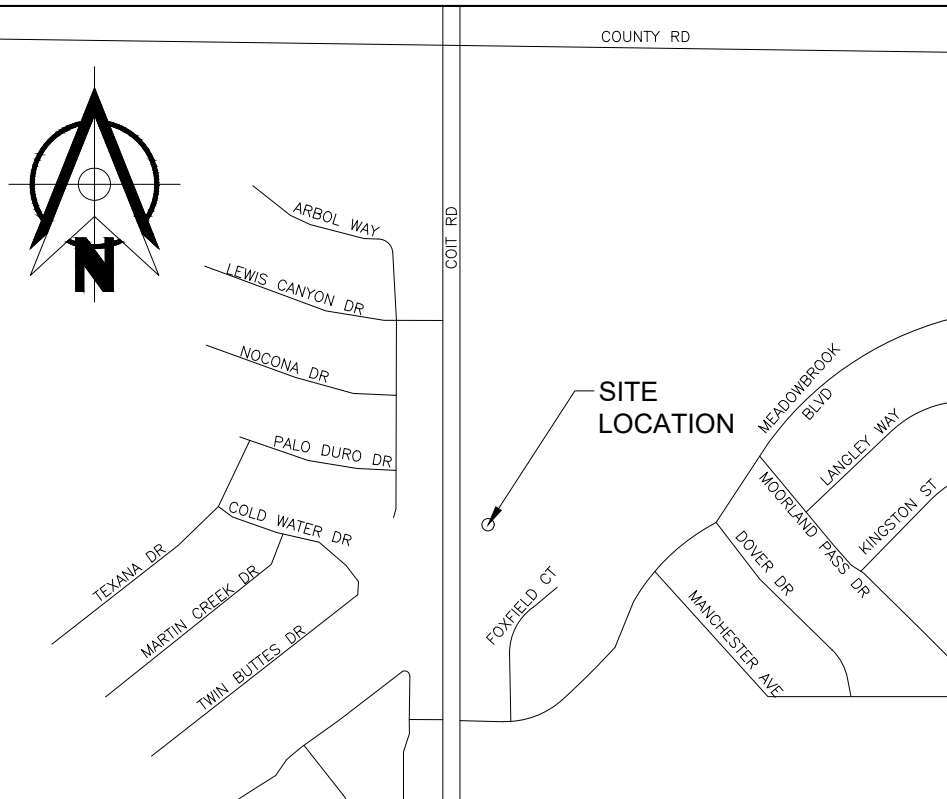 COUNTY RD
N
ARBOL WAY
COIT RD
LEWIS CANYON DR
NOCONA DR
MEADOWBROOK
BLVD
SITE
LOCATION
LANGLEY WAY
PALO DURO DR
MOORLAND PASS DR
KINGSTON ST
COLD WATER DR
TEXANA DR
DOVER DR
MARTIN CREEK DR
FOXFIELD CT
MANCHESTER AVE
TWIN BUTTES DR